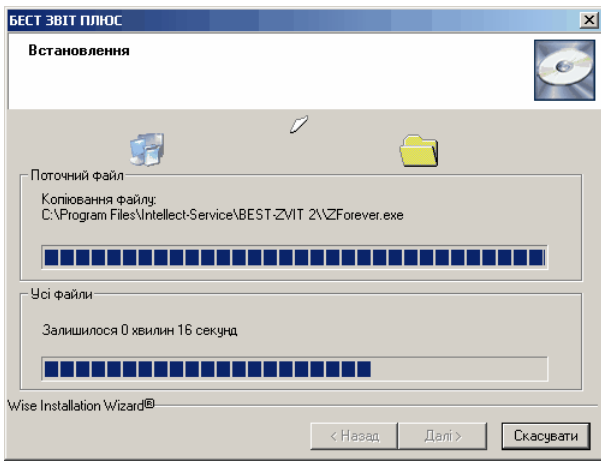 БЕСТ ЗВІТ ПЛЮС
Встановлення
Поточний файл
Копіювання файлу:
C:\Program Files\Intellect-Service\BEST-ZVIT 2\\ZForever.exe
Усі файли
Залишилося 0 хвилин 16 секунд
Wise Installation Wizard®
< Назад
Далі >
Скасувати